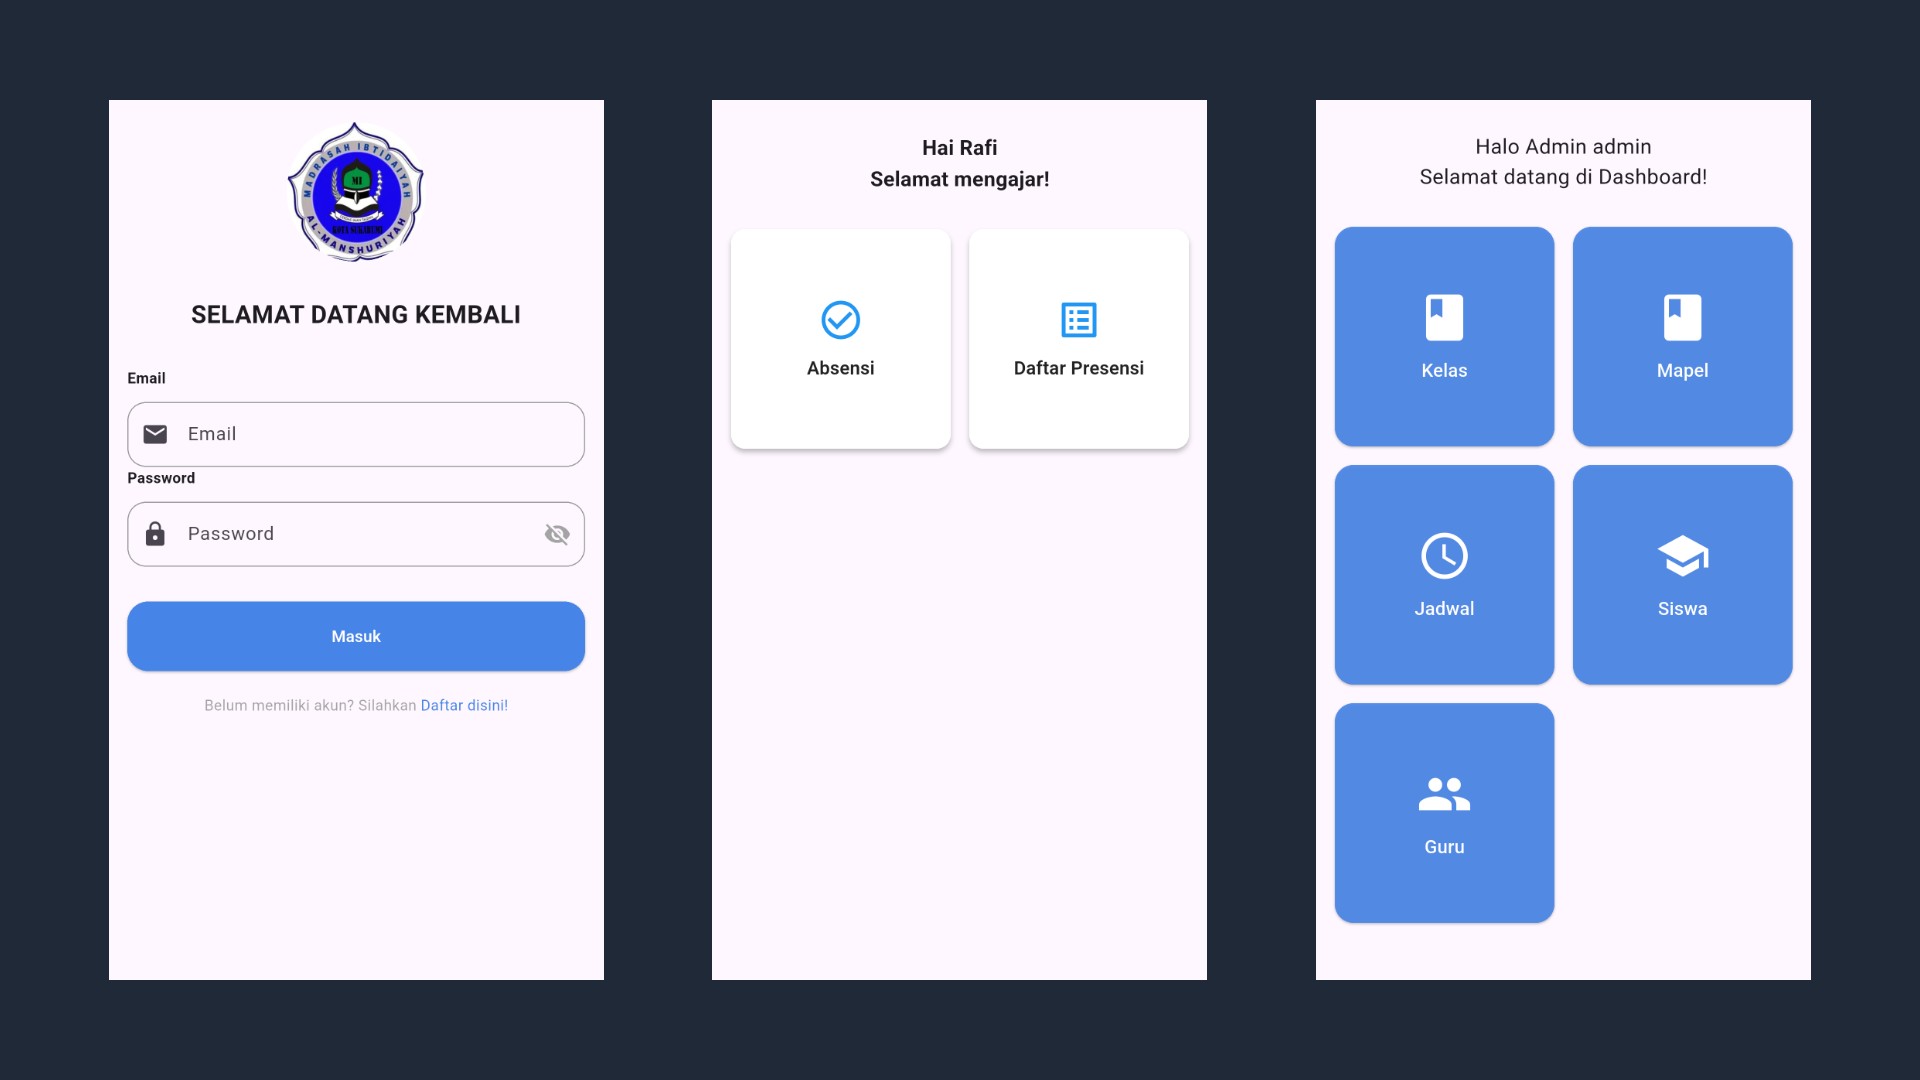 MADRASAH IBTIDAIYAH
MI
KOTA SUKABUMI
AL-MANSHURIYAH
SELAMAT DATANG KEMBALI
Email
Email
Password
Password
Masuk
Belum memiliki akun? Silahkan Daftar disini!
Hai Rafi
Selamat mengajar!
Absensi
Daftar Presensi
Halo Admin admin
Selamat datang di Dashboard!
Kelas
Mapel
Jadwal
Siswa
Guru